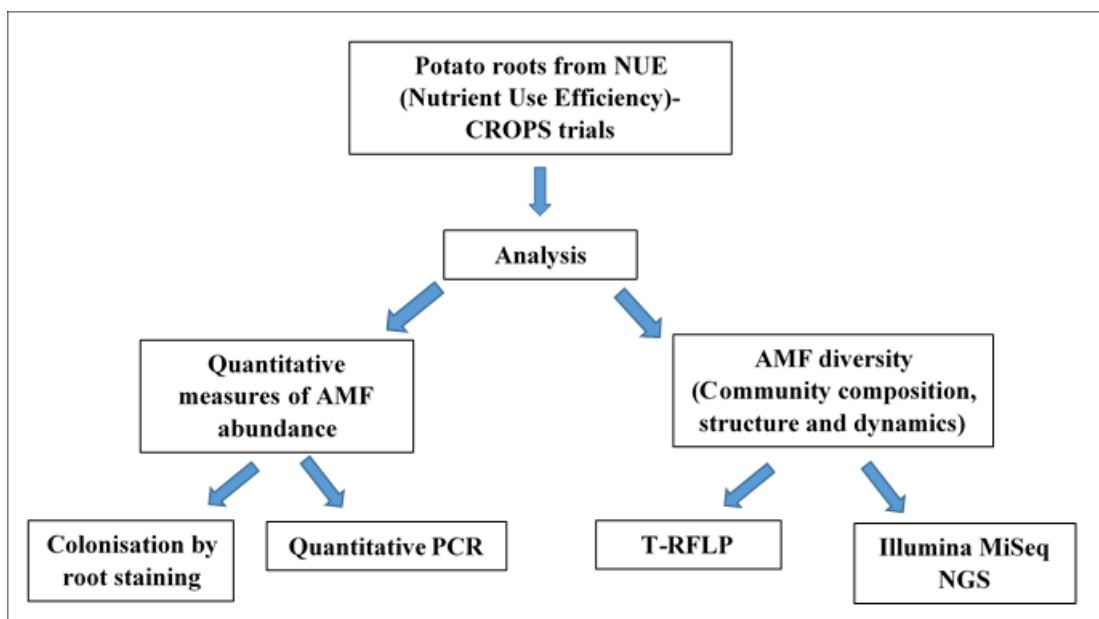 Potato roots from NUE
(Nutrient Use Efficiency)-
CROPS trials
Analysis
Quantitative
measures of AMF
abundance
AMF diversity
(Community composition,
structure and dynamics)
Colonisation by
root staining
Quantitative PCR
T-RFLP
Illumina MiSeq
NGS